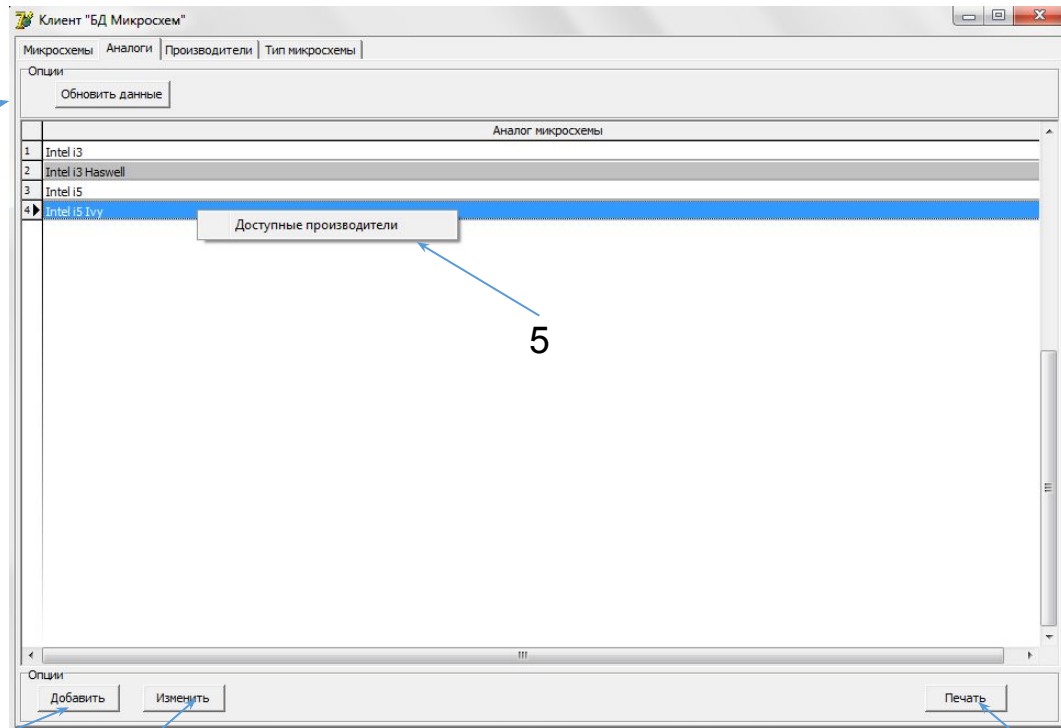 Клиент "БД Микросхем"
Микросхемы Аналоги Производители Тип микросхемы
Опции
Обновить данные
Аналог микросхемы
1 Intel i3
2 Intel i3 Haswell
3 Intel i5
4 Intel i5 Ivy
Доступные производители
5
Опции
Добавить Изменить Печать